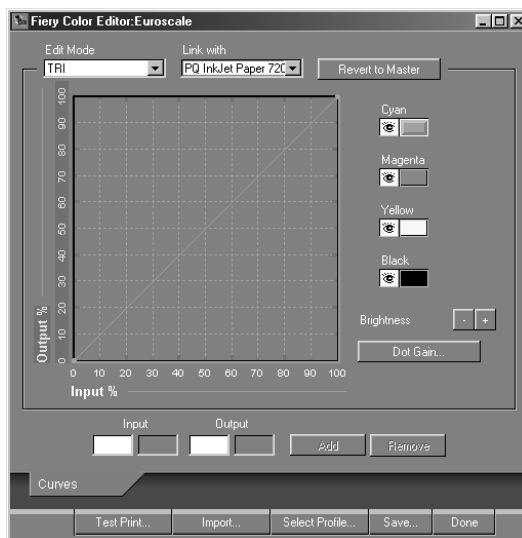 Fiery Color Editor:Euroscale
Edit Mode
Link with
TRI
PQ InkJet Paper 720
Revert to Master
100
90
80
70
60
50
40
30
20
10
0
Output %
0 10 20 30 40 50 60 70 80 90 100
Input %
Cyan
Magenta
Yellow
Black
Brightness
- +
Dot Gain...
Input
Output
Add
Remove
Curves
Test Print...
Import...
Select Profile...
Save...
Done